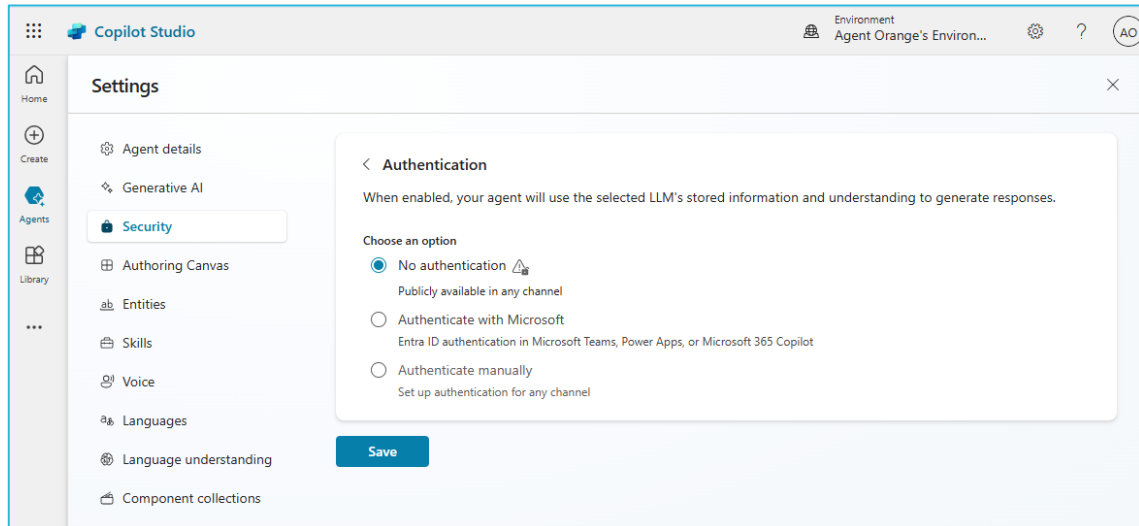 Copilot Studio
Environment
Agent Orange's Environ...
?
AO
Home
Create
Agents
Library
...
Settings
Agent details
Generative AI
Security
Authoring Canvas
ab Entities
Skills
Voice
Languages
Language understanding
Component collections
Authentication
When enabled, your agent will use the selected LLM's stored information and understanding to generate responses.
Choose an option
No authentication
Publicly available in any channel
Authenticate with Microsoft
Entra ID authentication in Microsoft Teams, Power Apps, or Microsoft 365 Copilot
Authenticate manually
Set up authentication for any channel
Save